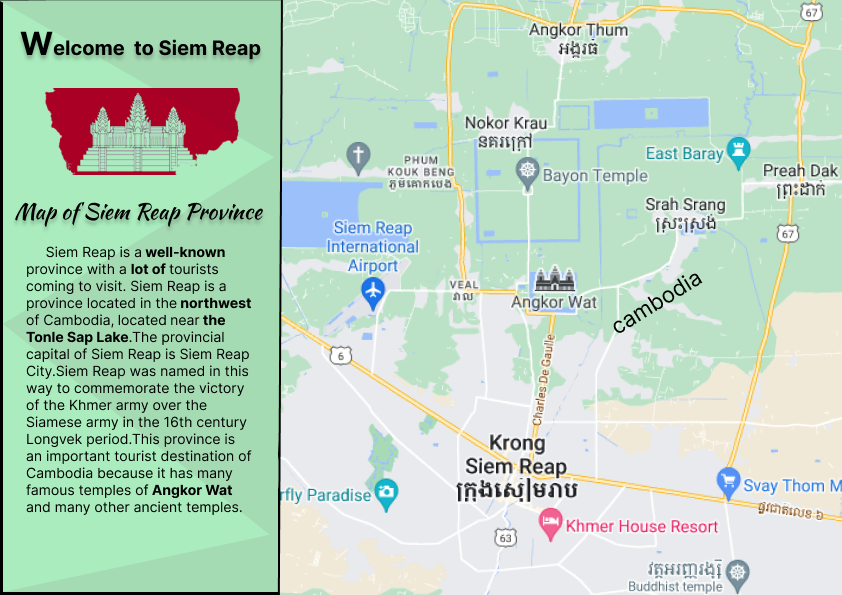 Welcome to Siem Reap
Map of Siem Reap Province
Siem Reap is a well-known
province with a lot of tourists
coming to visit. Siem Reap is a
province located in the northwest
of Cambodia, located near the
Tonle Sap Lake.The provincial
capital of Siem Reap is Siem Reap
City.Siem Reap was named in this
way to commemorate the victory
of the Khmer army over the
Siamese army in the 16th century
Longvek period.This province is
an important tourist destination of
Cambodia because it has many
famous temples of Angkor Wat
and many other ancient temples.
67
Angkor Thum
អង្គរធំ
Nokor Krau
នគរក្រៅ
East Baray
PHUM
KOUK BENG
ភូមិគោកបេង
Bayon Temple
Preah Dak
ព្រះដាក់
Srah Srang
ស្រះស្រង់
67
Siem Reap
International
Airport
VEAL
វាល
Angkor Wat
cambodia
6
Charles De Gaulle
Krong
Siem Reap
ក្រុងសៀមរាប
Svay Thom M
rfly Paradise
ផ្លូវជាតិលេខ ៦
Khmer House Resort
63
វត្តអរញ្ញរង្សី
Buddhist temple